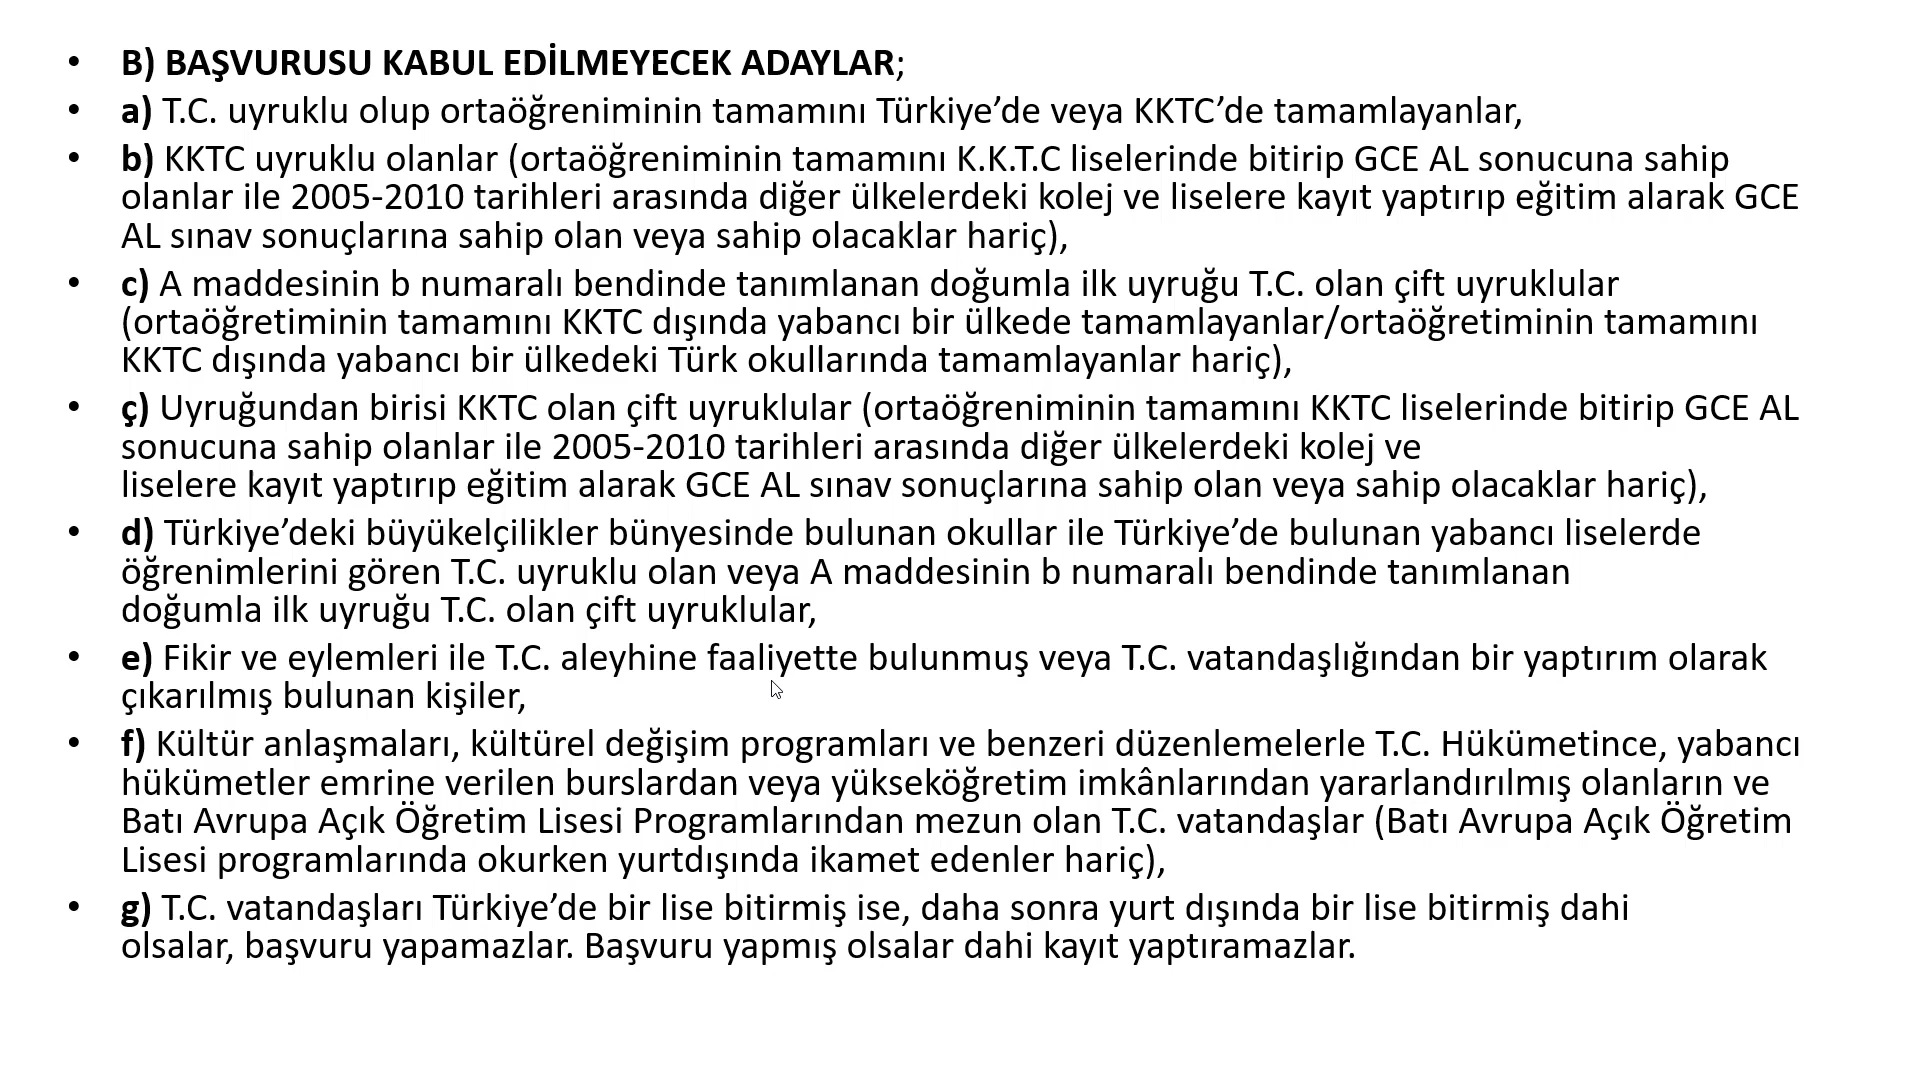 • B) BAŞVURUSU KABUL EDİLMEYECEK ADAYLAR;
• a) T.C. uyruklu olup ortaöğreniminin tamamını Türkiye’de veya KKTC’de tamamlayanlar,
• b) KKTC uyruklu olanlar (ortaöğreniminin tamamını K.K.T.C liselerinde bitirip GCE AL sonucuna sahip
olanlar ile 2005-2010 tarihleri arasında diğer ülkelerdeki kolej ve liselere kayıt yaptırıp eğitim alarak GCE
AL sınav sonuçlarına sahip olan veya sahip olacaklar hariç),
• c) A maddesinin b numaralı bendinde tanımlanan doğumla ilk uyruğu T.C. olan çift uyruklular
(ortaöğretiminin tamamını KKTC dışında yabancı bir ülkede tamamlayanlar/ortaöğretiminin tamamını
KKTC dışında yabancı bir ülkedeki Türk okullarında tamamlayanlar hariç),
• ç) Uyruğundan birisi KKTC olan çift uyruklular (ortaöğreniminin tamamını KKTC liselerinde bitirip GCE AL
sonucuna sahip olanlar ile 2005-2010 tarihleri arasında diğer ülkelerdeki kolej ve
liselere kayıt yaptırıp eğitim alarak GCE AL sınav sonuçlarına sahip olan veya sahip olacaklar hariç),
• d) Türkiye’deki büyükelçilikler bünyesinde bulunan okullar ile Türkiye’de bulunan yabancı liselerde
öğrenimlerini gören T.C. uyruklu olan veya A maddesinin b numaralı bendinde tanımlanan
doğumla ilk uyruğu T.C. olan çift uyruklular,
• e) Fikir ve eylemleri ile T.C. aleyhine faaliyette bulunmuş veya T.C. vatandaşlığından bir yaptırım olarak
çıkarılmış bulunan kişiler,
• f) Kültür anlaşmaları, kültürel değişim programları ve benzeri düzenlemelerle T.C. Hükümetince, yabancı
hükümetler emrine verilen burslardan veya yükseköğretim imkânlarından yararlandırılmış olanların ve
Batı Avrupa Açık Öğretim Lisesi Programlarından mezun olan T.C. vatandaşlar (Batı Avrupa Açık Öğretim
Lisesi programlarında okurken yurtdışında ikamet edenler hariç),
• g) T.C. vatandaşları Türkiye’de bir lise bitirmiş ise, daha sonra yurt dışında bir lise bitirmiş dahi
olsalar, başvuru yapamazlar. Başvuru yapmış olsalar dahi kayıt yaptıramazlar.